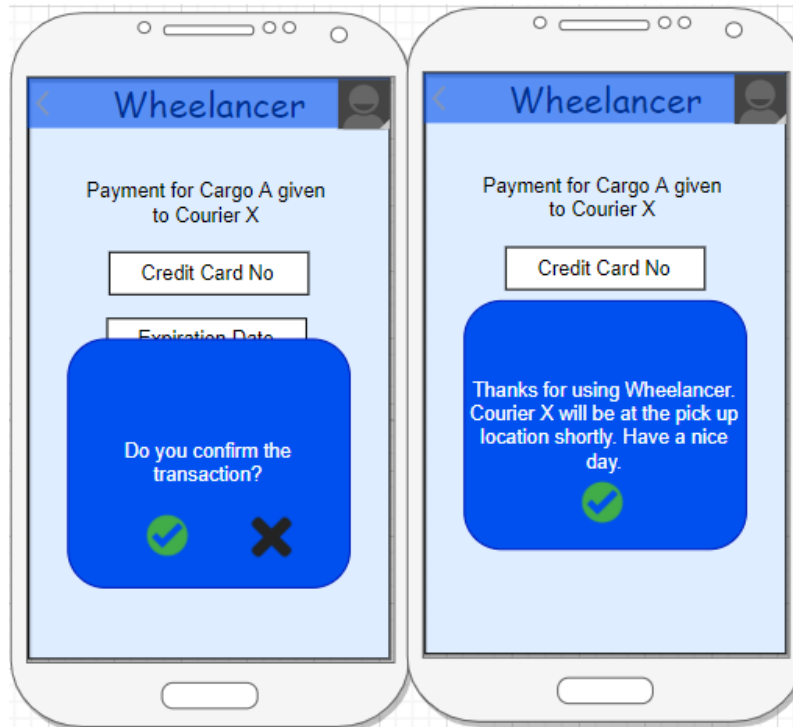 Wheelancer
Payment for Cargo A given
to Courier X
Credit Card No
Expiration Date
Do you confirm the
transaction?
Wheelancer
Payment for Cargo A given
to Courier X
Credit Card No
Thanks for using Wheelancer.
Courier X will be at the pick up
location shortly. Have a nice
day.